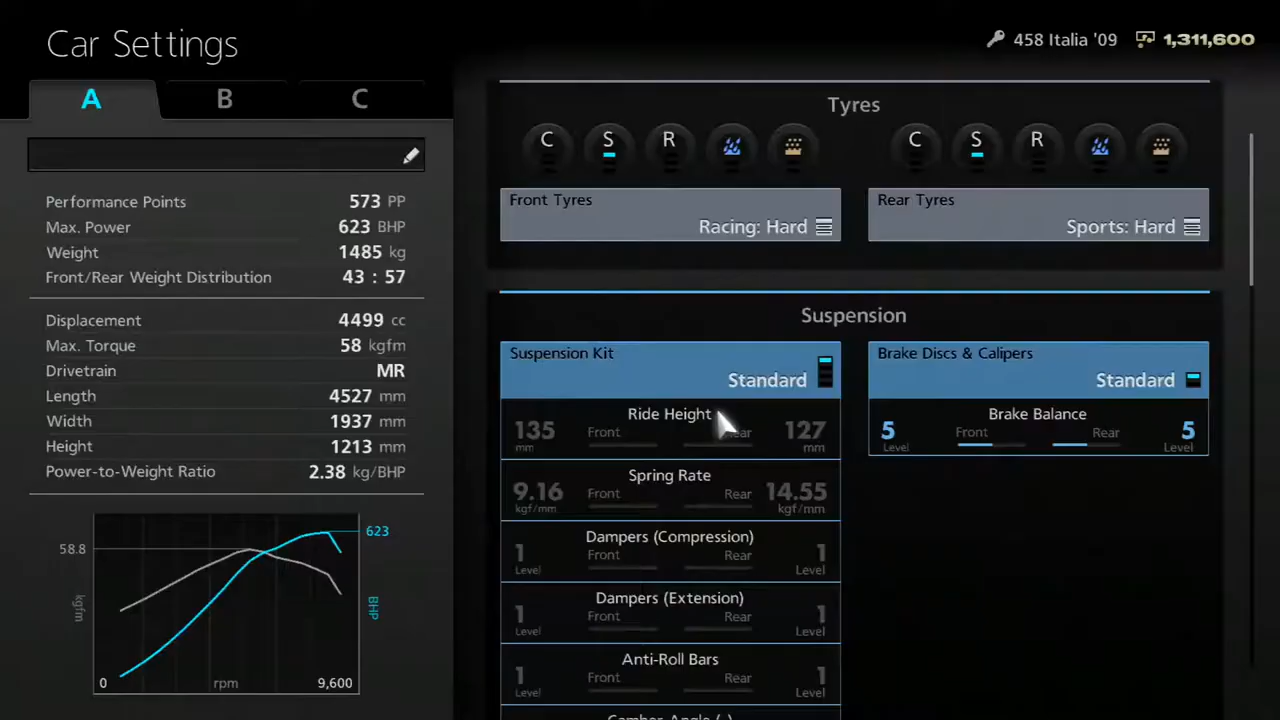 Car Settings
458 Italia '09 1,311,600
A B C
Performance Points 573 PP
Max. Power 623 BHP
Weight 1485 kg
Front/Rear Weight Distribution 43 : 57
Displacement 4499 cc
Max. Torque 58 kgfm
Drivetrain MR
Length 4527 mm
Width 1937 mm
Height 1213 mm
Power-to-Weight Ratio 2.38 kg/BHP
623
58.8
kgfm
BHP
0 rpm 9,600
Tyres
C S R C S R
Front Tyres
Racing: Hard
Rear Tyres
Sports: Hard
Suspension
Suspension Kit
Standard
Ride Height
135 mm Front 127 mm
Spring Rate
9.16 kgf/mm Front Rear 14.55 kgf/mm
Dampers (Compression)
1 Level Front Rear 1 Level
Dampers (Extension)
1 Level Front Rear 1 Level
Anti-Roll Bars
1 Level Front Rear 1 Level
Camber Angle (-)
Brake Discs & Calipers
Standard
Brake Balance
5 Level Front Rear 5 Level